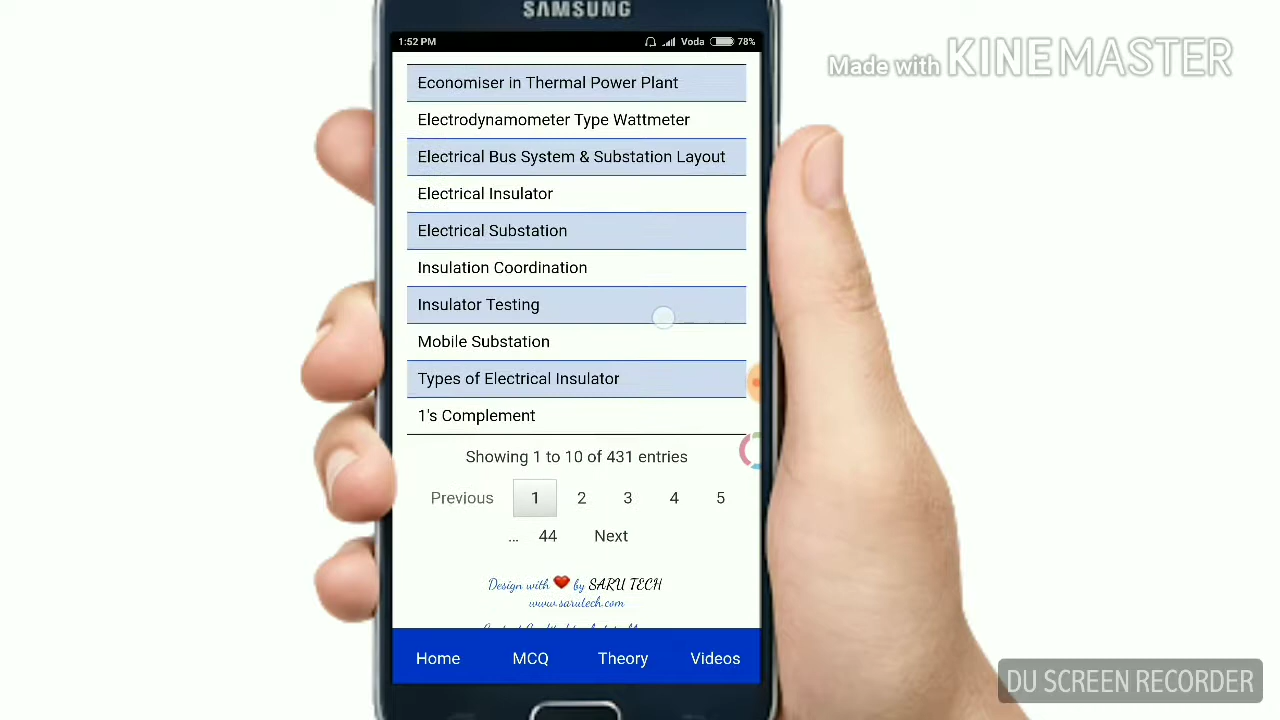 SAMSUNG
1:52 PM Voda 78%
Made with KINEMASTER
Economiser in Thermal Power Plant
Electrodynamometer Type Wattmeter
Electrical Bus System & Substation Layout
Electrical Insulator
Electrical Substation
Insulation Coordination
Insulator Testing
Mobile Substation
Types of Electrical Insulator
1's Complement
Showing 1 to 10 of 431 entries
Previous 1 2 3 4 5
... 44 Next
Design with ❤ by SARU TECH
www.sarutech.com
Home MCQ Theory Videos
DU SCREEN RECORDER